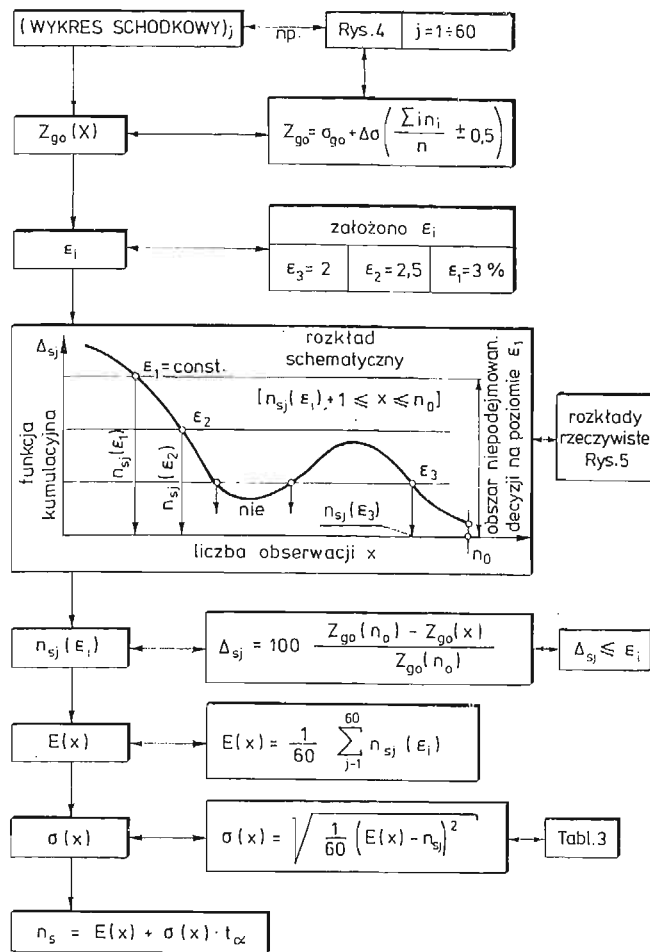 (WYKRES SCHODKOWY)j
np.
Rys.4 j=1÷60
Zgo(X)
Zgo = σgo + Δσ ( Σ ini / n ± 0,5 )
εi
założono εi
ε3 = 2 ε2 = 2,5 ε1 = 3 %
Δsj
funkcja kumulacyjna
rozkład
schematyczny
ε1 = const.
[nsj(εi) + 1 ≤ x ≤ n0]
ε2
ε3
nsj(ε1)
nsj(ε2)
nie
nsj(ε3)
obszar niepodejmowan.
decyzji na poziomie ε1
liczba obserwacji x
n0
rozkłady
rzeczywiste
Rys.5
nsj(εi)
Δsj = 100 Zgo(no) - Zgo(x) / Zgo(no)
Δsj ≤ εi
E(x)
E(x) = 1/60 60 Σ j-1 nsj (εi)
σ(x)
σ(x) = √ 1/60 (E(x) - nsj)2
Tabl.3
ns = E(x) + σ(x) · tα